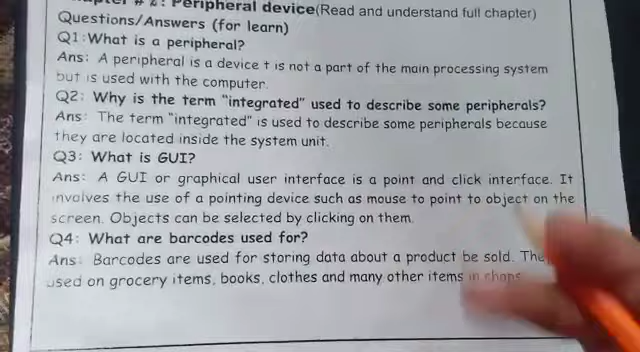 # 2: Peripheral device(Read and understand full chapter)
Questions/Answers (for learn)
Q1:What is a peripheral?
Ans: A peripheral is a device t is not a part of the main processing system
but is used with the computer.
Q2: Why is the term "integrated" used to describe some peripherals?
Ans: The term "integrated" is used to describe some peripherals because
they are located inside the system unit.
Q3: What is GUI?
Ans: A GUI or graphical user interface is a point and click interface. It
involves the use of a pointing device such as mouse to point to object on the
screen. Objects can be selected by clicking on them.
Q4: What are barcodes used for?
Ans: Barcodes are used for storing data about a product be sold.
used on grocery items, books, clothes and many other items in